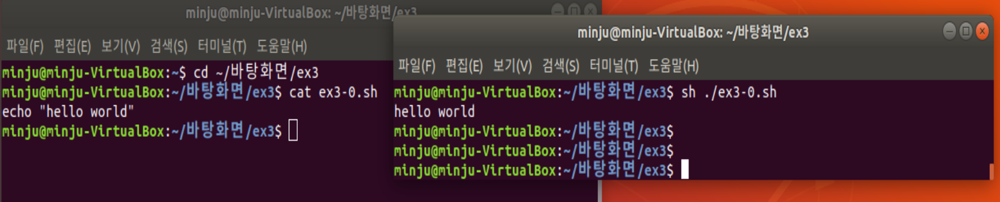 minju@minju-VirtualBox: ~/바탕화면/ex3
파일(F) 편집(E) 보기(V) 검색(S) 터미널(T) 도움말(H)
minju@minju-VirtualBox:~$ cd ~/바탕화면/ex3
minju@minju-VirtualBox:~/바탕화면/ex3$ cat ex3-0.sh
echo "hello world"
minju@minju-VirtualBox:~/바탕화면/ex3$
minju@minju-VirtualBox: ~/바탕화면/ex3
파일(F) 편집(E) 보기(V) 검색(S) 터미널(T) 도움말(H)
minju@minju-VirtualBox:~/바탕화면/ex3$ sh ./ex3-0.sh
hello world
minju@minju-VirtualBox:~/바탕화면/ex3$
minju@minju-VirtualBox:~/바탕화면/ex3$
minju@minju-VirtualBox:~/바탕화면/ex3$